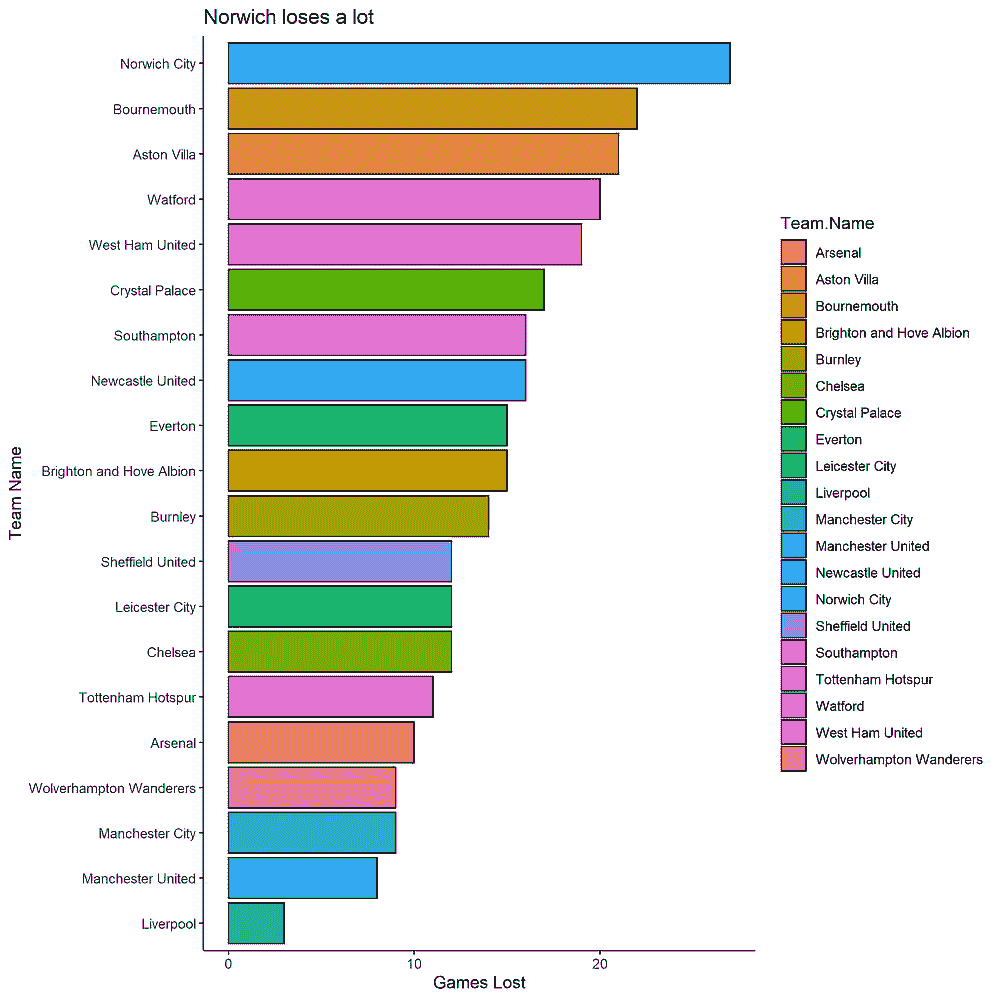 Norwich loses a lot
Norwich City
Bournemouth
Aston Villa
Watford
West Ham United
Crystal Palace
Southampton
Newcastle United
Everton
Brighton and Hove Albion
Burnley
Sheffield United
Leicester City
Chelsea
Tottenham Hotspur
Arsenal
Wolverhampton Wanderers
Manchester City
Manchester United
Liverpool
Team Name
0 10 20
Games Lost
Team.Name
Arsenal
Aston Villa
Bournemouth
Brighton and Hove Albion
Burnley
Chelsea
Crystal Palace
Everton
Leicester City
Liverpool
Manchester City
Manchester United
Newcastle United
Norwich City
Sheffield United
Southampton
Tottenham Hotspur
Watford
West Ham United
Wolverhampton Wanderers